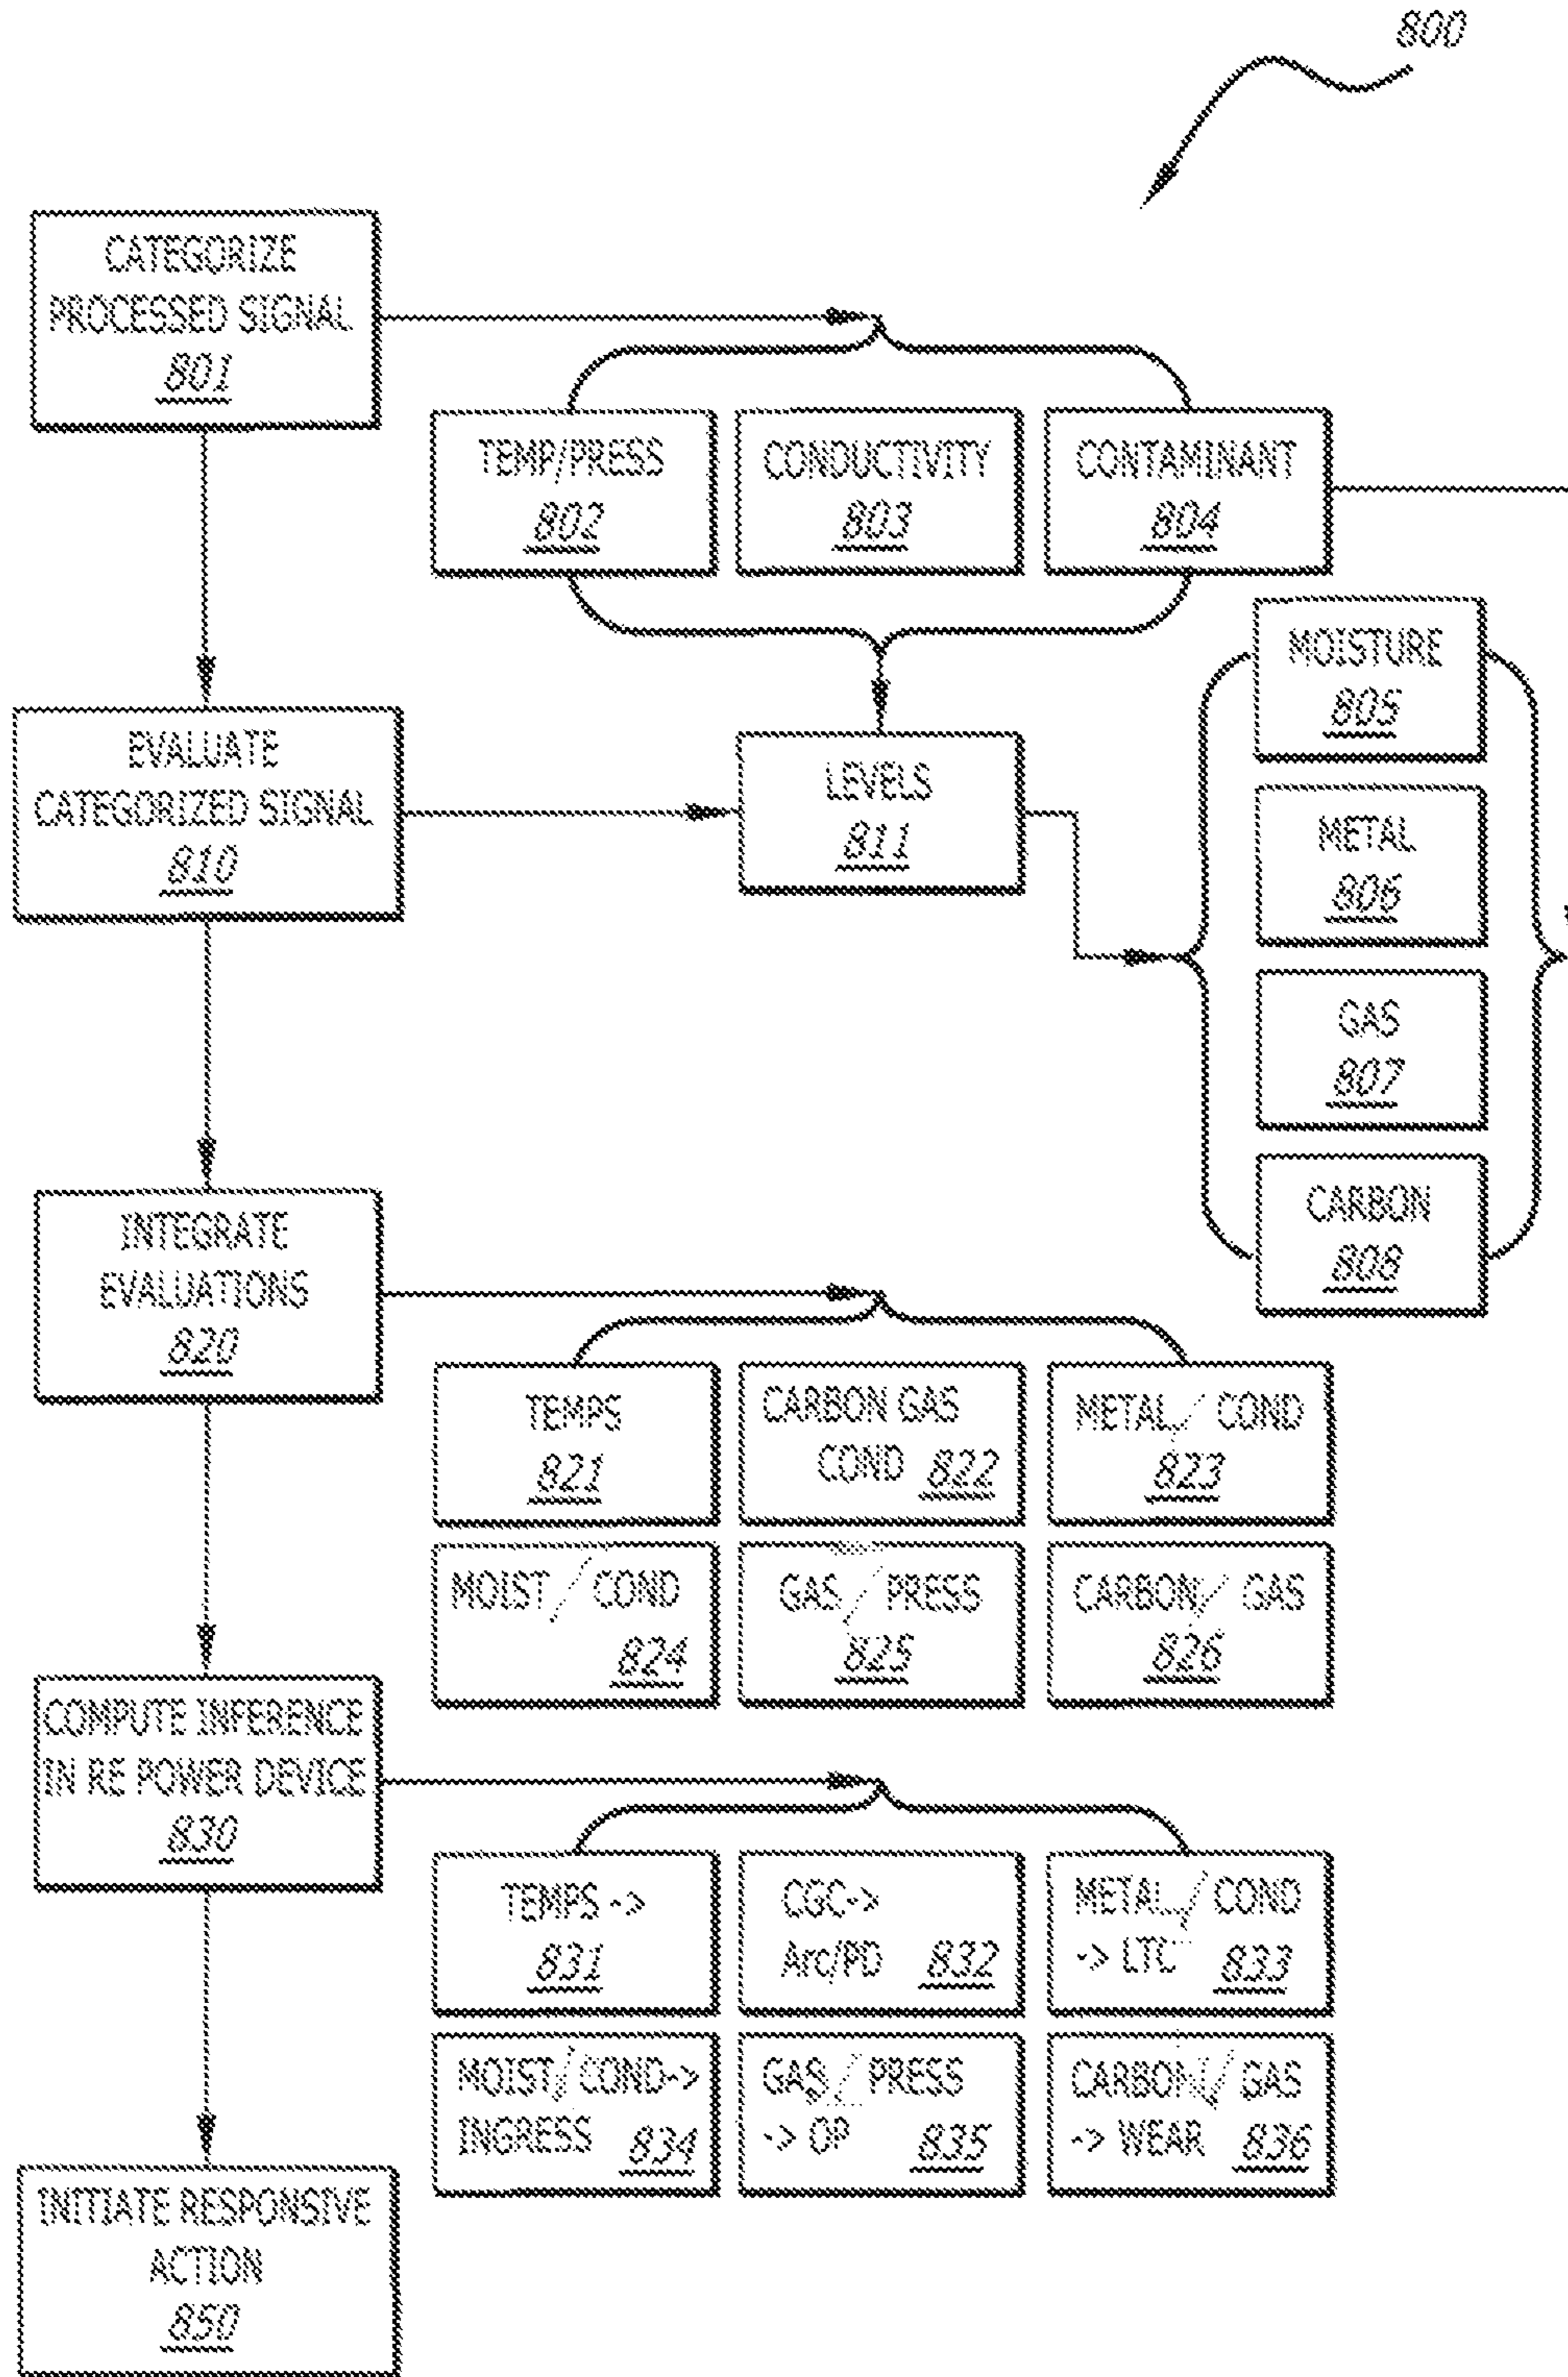 800
CATEGORIZE
PROCESSED SIGNAL
801
TEMP/PRESS
802
CONDUCTIVITY
803
CONTAMINANT
804
MOISTURE
805
EVALUATE
CATEGORIZED SIGNAL
810
LEVELS
811
METAL
806
GAS
807
CARBON
808
INTEGRATE
EVALUATIONS
820
TEMPS
821
CARBON GAS
COND 822
METAL/COND
823
MOIST/COND
824
GAS/PRESS
825
CARBON/GAS
826
COMPUTE INFERENCE
IN RE POWER DEVICE
830
TEMPS ->
831
CGC->
Arc/PD 832
METAL/COND
-> LTC 833
MOIST/COND->
INGRESS 834
GAS/PRESS
-> OP 835
CARBON/GAS
-> WEAR 836
INITIATE RESPONSIVE
ACTION
850